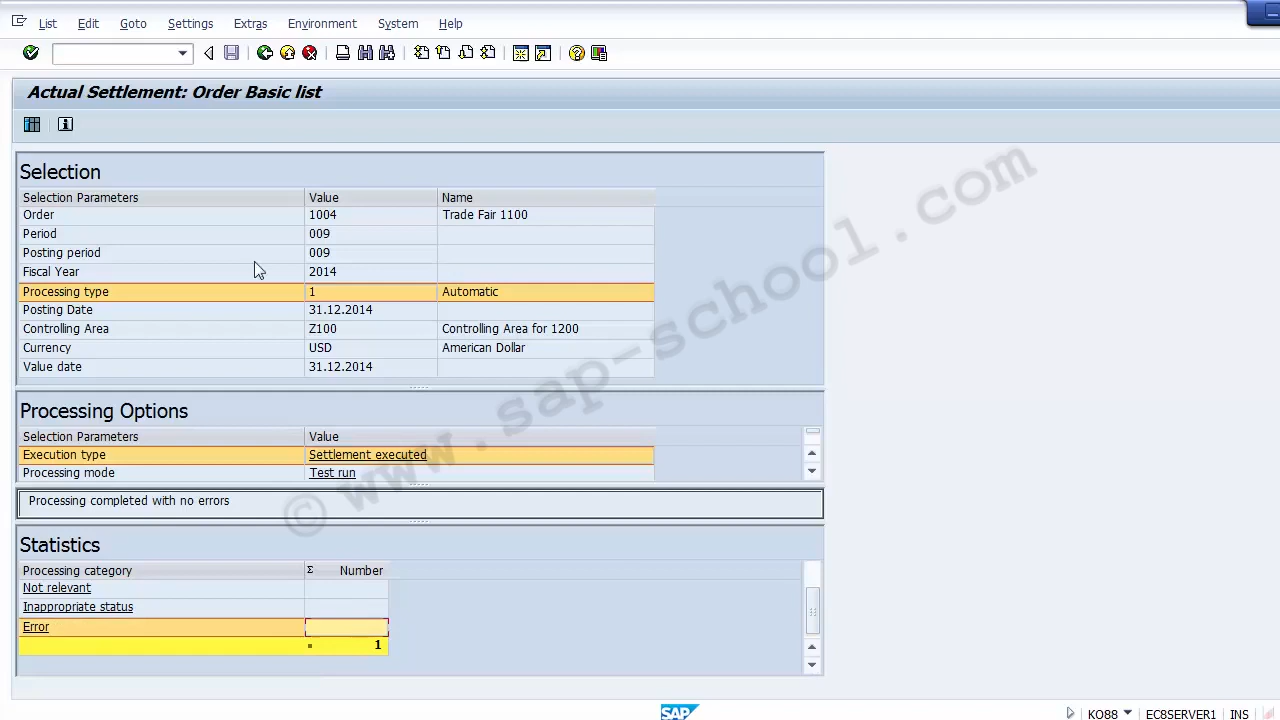 List Edit Goto Settings Extras Environment System Help
Actual Settlement: Order Basic list
Selection
Selection Parameters Value Name
Order 1004 Trade Fair 1100
Period 009
Posting period 009
Fiscal Year 2014
Processing type 1 Automatic
Posting Date 31.12.2014
Controlling Area Z100 Controlling Area for 1200
Currency USD American Dollar
Value date 31.12.2014
Processing Options
Selection Parameters Value
Execution type Settlement executed
Processing mode Test run
Processing completed with no errors
Statistics
Processing category Σ Number
Not relevant
Inappropriate status
Error
1
© www.sap-school.com
SAP
KO88 EC8SERVER1 INS